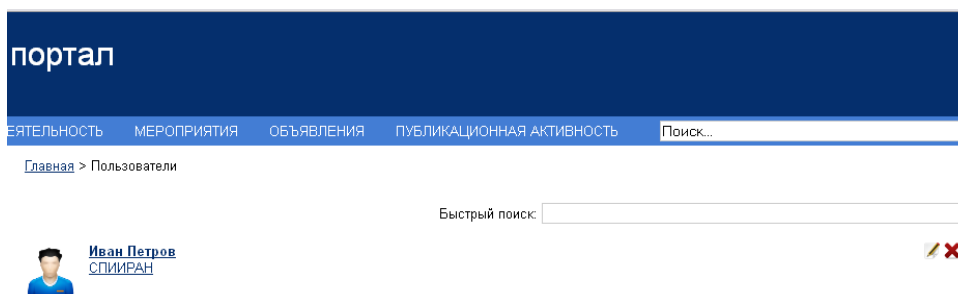 портал
ЕЯТЕЛЬНОСТЬ МЕРОПРИЯТИЯ ОБЪЯВЛЕНИЯ ПУБЛИКАЦИОННАЯ АКТИВНОСТЬ Поиск...
Главная > Пользователи
Быстрый поиск:
Иван Петров
СПИИРАН